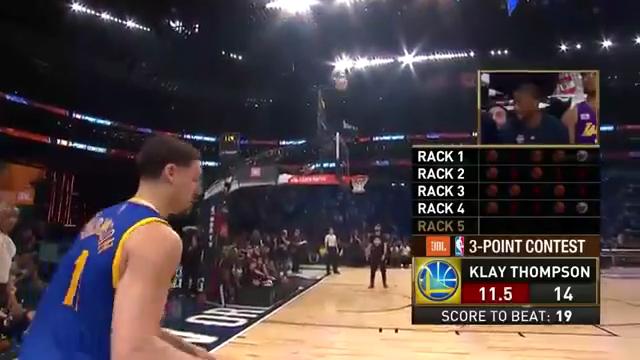 RACK 1
RACK 2
RACK 3
RACK 4
RACK 5
JBL 3-POINT CONTEST
KLAY THOMPSON
11.5 14
SCORE TO BEAT: 19
1